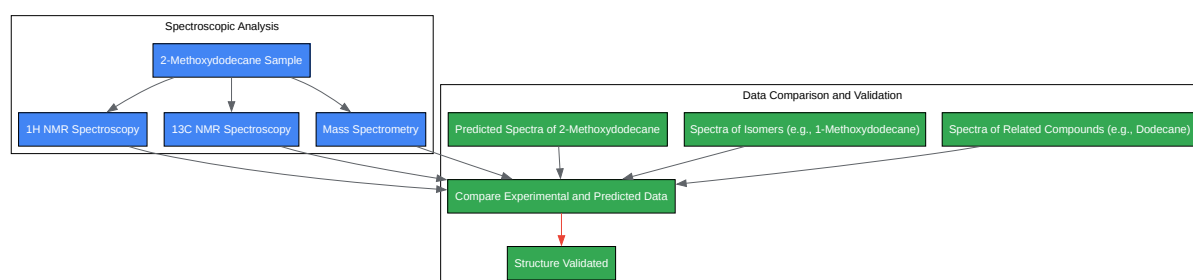 Spectroscopic Analysis
2-Methoxydodecane Sample
1H NMR Spectroscopy
13C NMR Spectroscopy
Mass Spectrometry
Data Comparison and Validation
Predicted Spectra of 2-Methoxydodecane
Spectra of Isomers (e.g., 1-Methoxydodecane)
Spectra of Related Compounds (e.g., Dodecane)
Compare Experimental and Predicted Data
Structure Validated